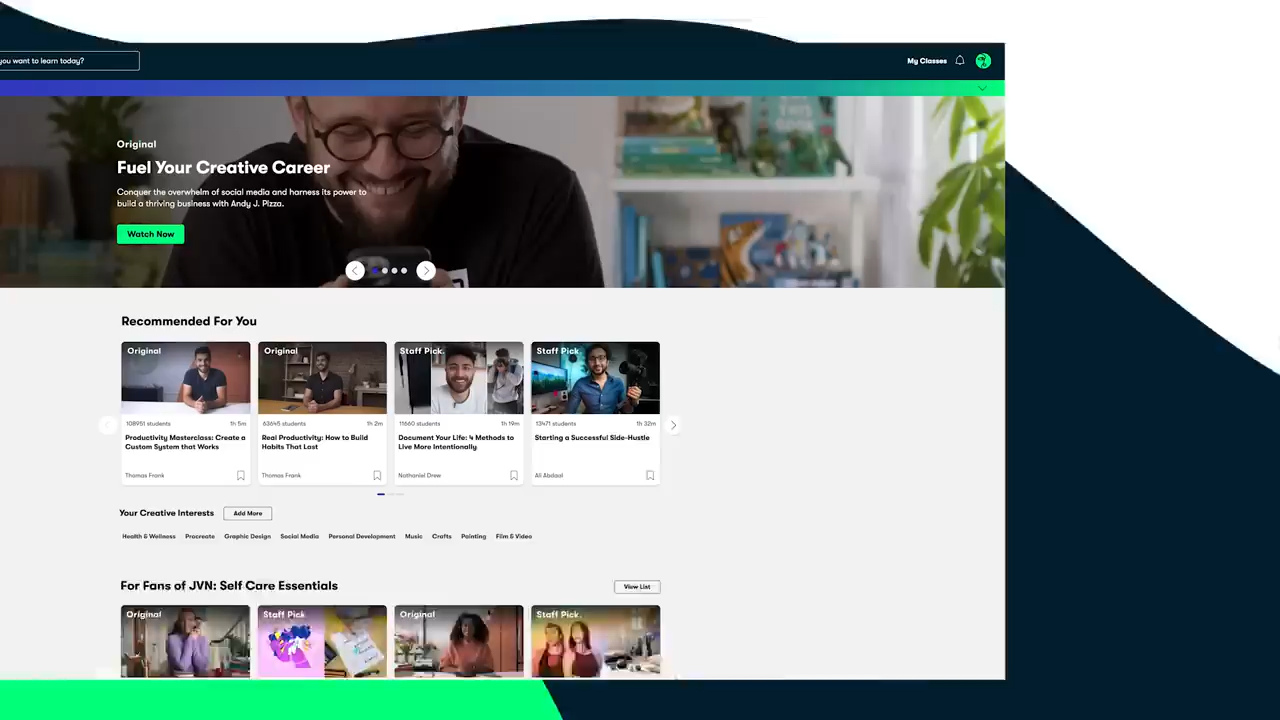 you want to learn today?
My Classes
Original
Fuel Your Creative Career
Conquer the overwhelm of social media and harness its power to
build a thriving business with Andy J. Pizza.
Watch Now
Recommended For You
Original
Original
Staff Pick.
Staff Pick.
108951 students 1h 5m
63645 students 1h 2m
11660 students 1h 19m
13471 students 1h 32m
Productivity Masterclass: Create a
Custom System that Works
Real Productivity: How to Build
Habits That Last
Document Your Life: 4 Methods to
Live More Intentionally
Starting a Successful Side-Hustle
Thomas Frank
Thomas Frank
Nathaniel Drew
Ali Abdaal
Your Creative Interests
Add More
Health & Wellness Procreate Graphic Design Social Media Personal Development Music Crafts Painting Film & Video
For Fans of JVN: Self Care Essentials
View List
Original
Staff Pick.
Original
Staff Pick.